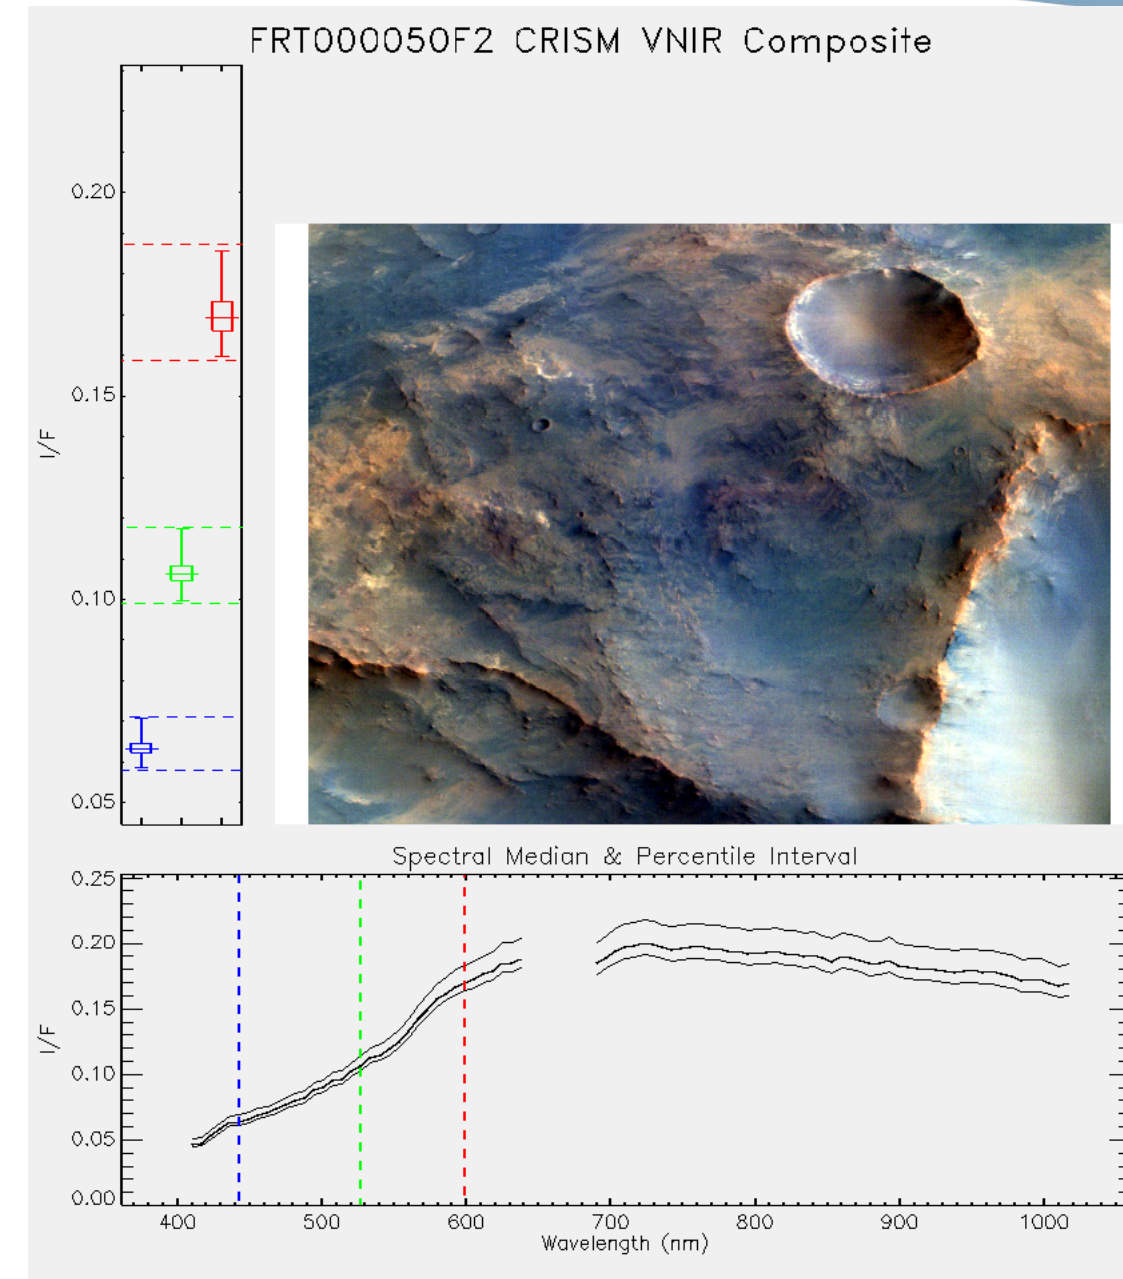 FRT000050F2 CRISM VNIR Composite
0.20
0.15
I/F
0.10
0.05
Spectral Median & Percentile Interval
0.25
0.20
0.15
I/F
0.10
0.05
0.00
400 500 600 700 800 900 1000
Wavelength (nm)